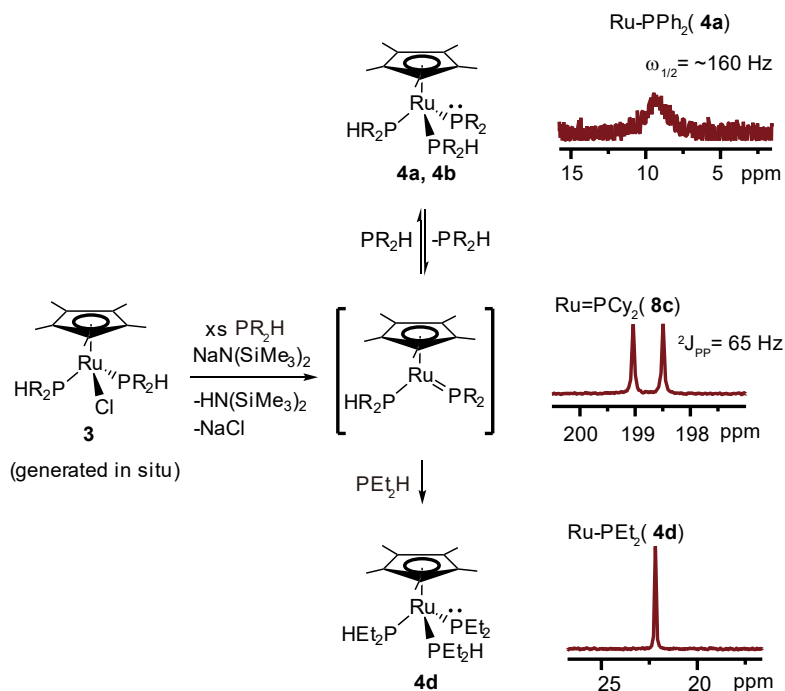 Ru-PPh₂( 4a)
ω₁/₂= ~160 Hz
Ru
HR₂P
PR₂
PR₂H
4a, 4b
15 10 5 ppm
PR₂H -PR₂H
Ru
HR₂P PR₂H
Cl
3
(generated in situ)
xs PR₂H
NaN(SiMe₃)₂
-HN(SiMe₃)₂
-NaCl
Ru
HR₂P PR₂
Ru=PCy₂( 8c)
²J_PP = 65 Hz
200 199 198 ppm
PEt₂H
Ru-PEt₂( 4d)
Ru
HEt₂P
PEt₂
PEt₂H
4d
25 20 ppm